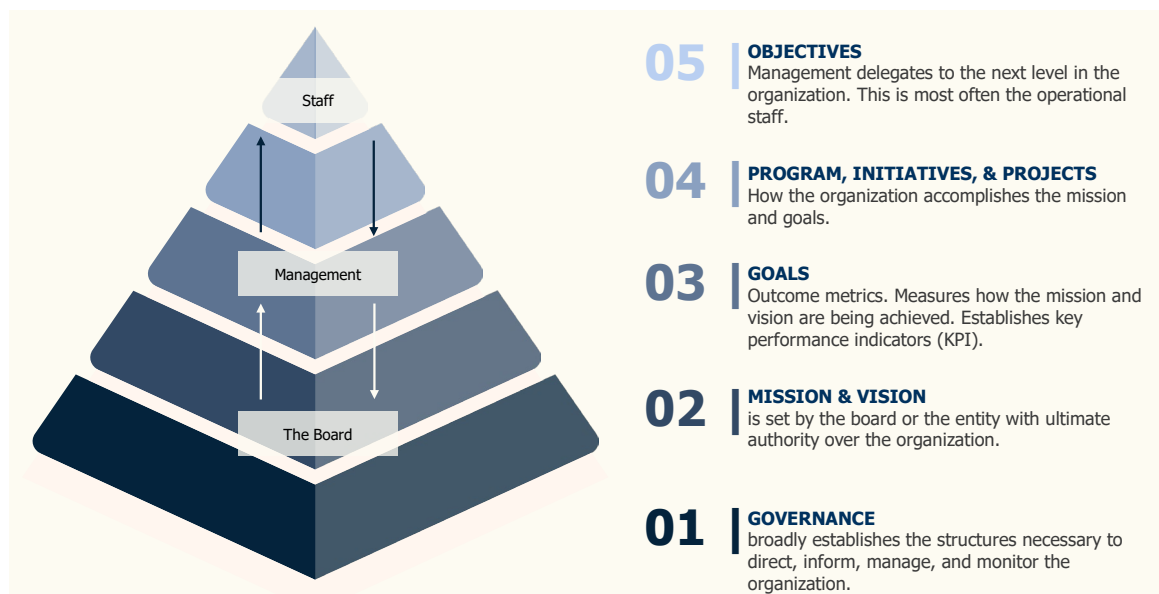 Staff
Management
The Board
05
OBJECTIVES
Management delegates to the next level in the
organization. This is most often the operational
staff.
04
PROGRAM, INITIATIVES, & PROJECTS
How the organization accomplishes the mission
and goals.
03
GOALS
Outcome metrics. Measures how the mission and
vision are being achieved. Establishes key
performance indicators (KPI).
02
MISSION & VISION
is set by the board or the entity with ultimate
authority over the organization.
01
GOVERNANCE
broadly establishes the structures necessary to
direct, inform, manage, and monitor the
organization.